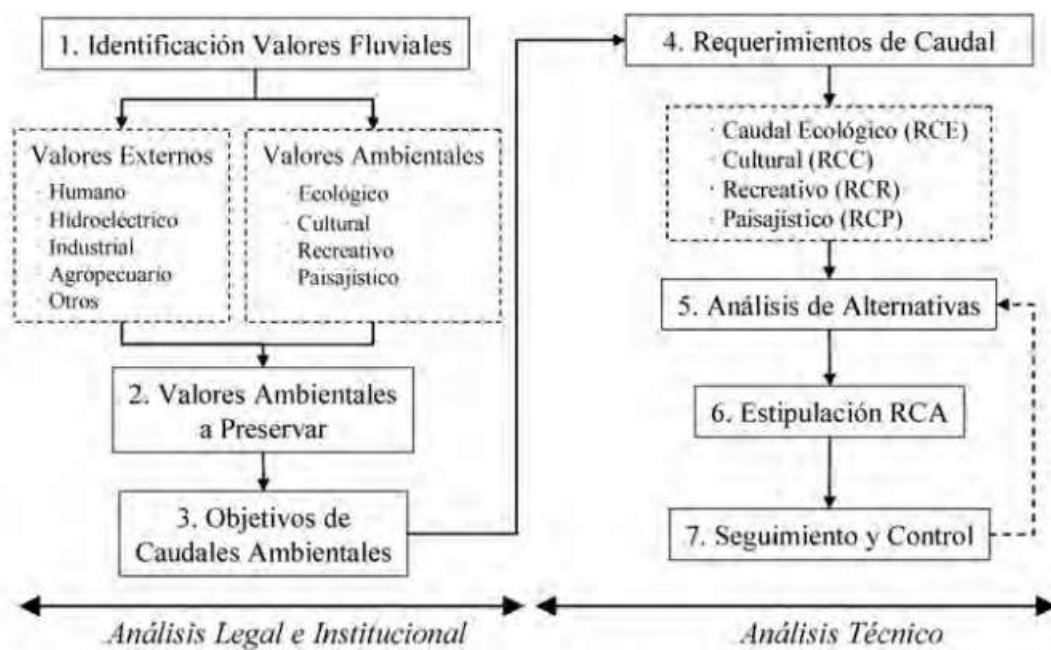 1. Identificación Valores Fluviales
Valores Externos
· Humano
· Hidroeléctrico
· Industrial
· Agropecuario
· Otros
Valores Ambientales
· Ecológico
· Cultural
· Recreativo
· Paisajístico
2. Valores Ambientales
a Preservar
3. Objetivos de
Caudales Ambientales
Análisis Legal e Institucional
4. Requerimientos de Caudal
· Caudal Ecológico (RCE)
· Cultural (RCC)
· Recreativo (RCR)
· Paisajístico (RCP)
5. Análisis de Alternativas
6. Estipulación RCA
7. Seguimiento y Control
Análisis Técnico